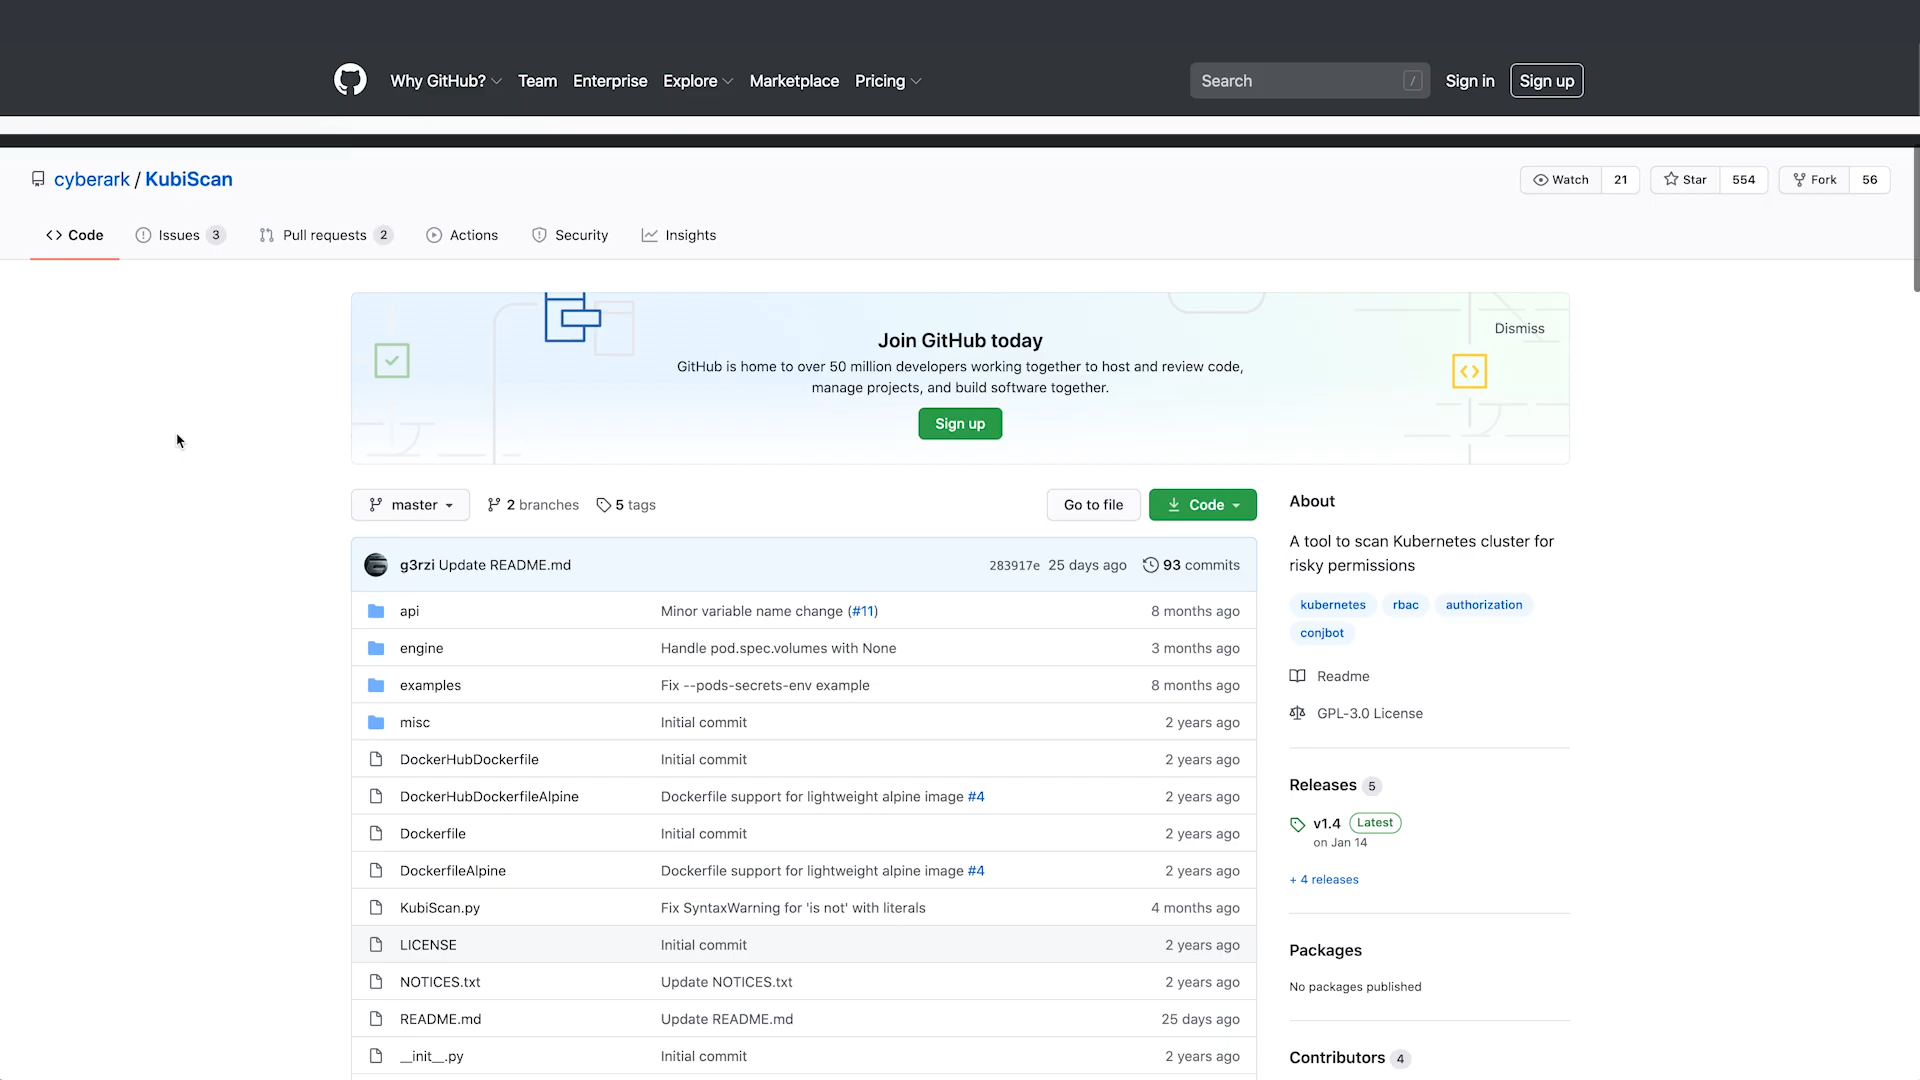 Why GitHub? Team Enterprise Explore Marketplace Pricing Search / Sign in Sign up
cyberark / KubiScan Watch 21 Star 554 Fork 56
Code Issues 3 Pull requests 2 Actions Security Insights
Dismiss
Join GitHub today
GitHub is home to over 50 million developers working together to host and review code,
manage projects, and build software together.
Sign up
master 2 branches 5 tags Go to file Code
g3rzi Update README.md 283917e 25 days ago 93 commits
api Minor variable name change (#11) 8 months ago
engine Handle pod.spec.volumes with None 3 months ago
examples Fix --pods-secrets-env example 8 months ago
misc Initial commit 2 years ago
DockerHubDockerfile Initial commit 2 years ago
DockerHubDockerfileAlpine Dockerfile support for lightweight alpine image #4 2 years ago
Dockerfile Initial commit 2 years ago
DockerfileAlpine Dockerfile support for lightweight alpine image #4 2 years ago
KubiScan.py Fix SyntaxWarning for 'is not' with literals 4 months ago
LICENSE Initial commit 2 years ago
NOTICES.txt Update NOTICES.txt 2 years ago
README.md Update README.md 25 days ago
__init__.py Initial commit 2 years ago
About
A tool to scan Kubernetes cluster for
risky permissions
kubernetes rbac authorization
conjbot
Readme
GPL-3.0 License
Releases 5
v1.4 Latest
on Jan 14
+ 4 releases
Packages
No packages published
Contributors 4